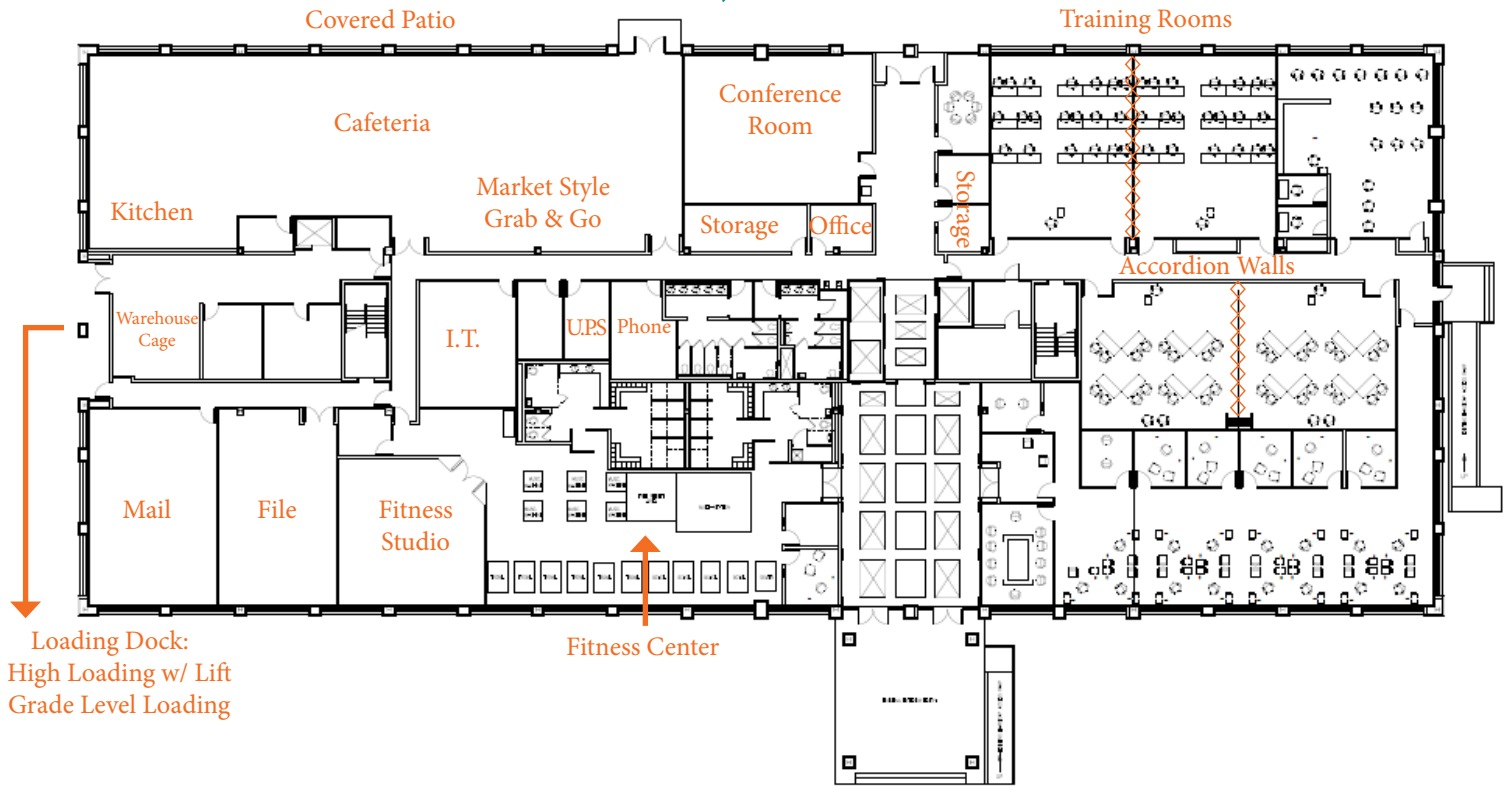 Covered Patio
Training Rooms
Cafeteria
Conference
Room
Kitchen
Market Style
Grab & Go
Storage
Office
Storage
Accordion Walls
Warehouse
Cage
I.T.
U.P.S
Phone
Mail
File
Fitness
Studio
Loading Dock:
High Loading w/ Lift
Grade Level Loading
Fitness Center